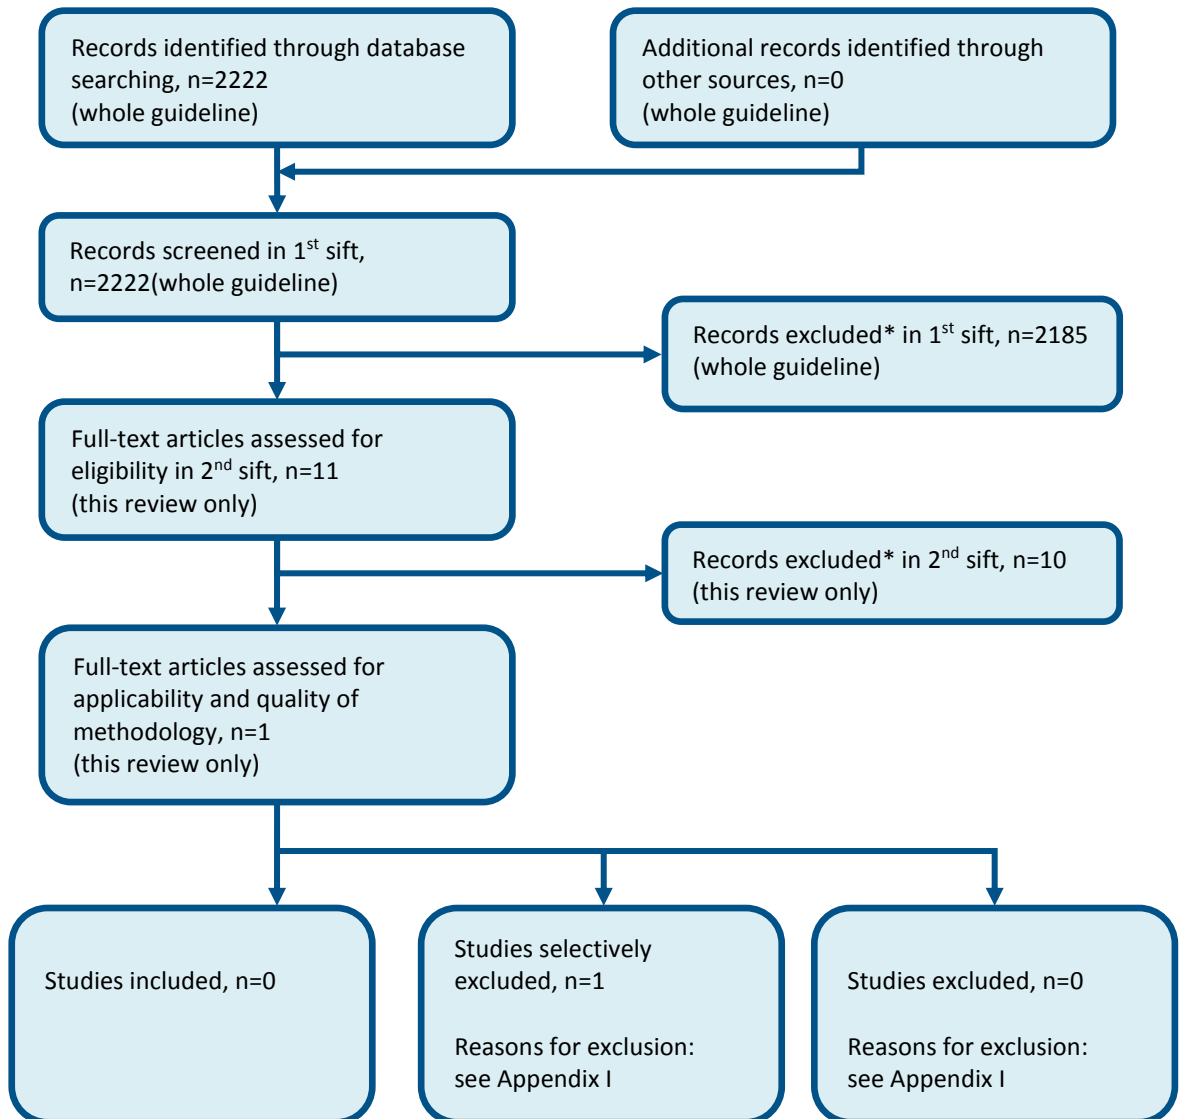 Records identified through database
searching, n=2222
(whole guideline)
Additional records identified through
other sources, n=0
(whole guideline)
Records screened in 1st sift,
n=2222(whole guideline)
Records excluded* in 1st sift, n=2185
(whole guideline)
Full-text articles assessed for
eligibility in 2nd sift, n=11
(this review only)
Records excluded* in 2nd sift, n=10
(this review only)
Full-text articles assessed for
applicability and quality of
methodology, n=1
(this review only)
Studies included, n=0
Studies selectively
excluded, n=1
Reasons for exclusion:
see Appendix I
Studies excluded, n=0
Reasons for exclusion:
see Appendix I